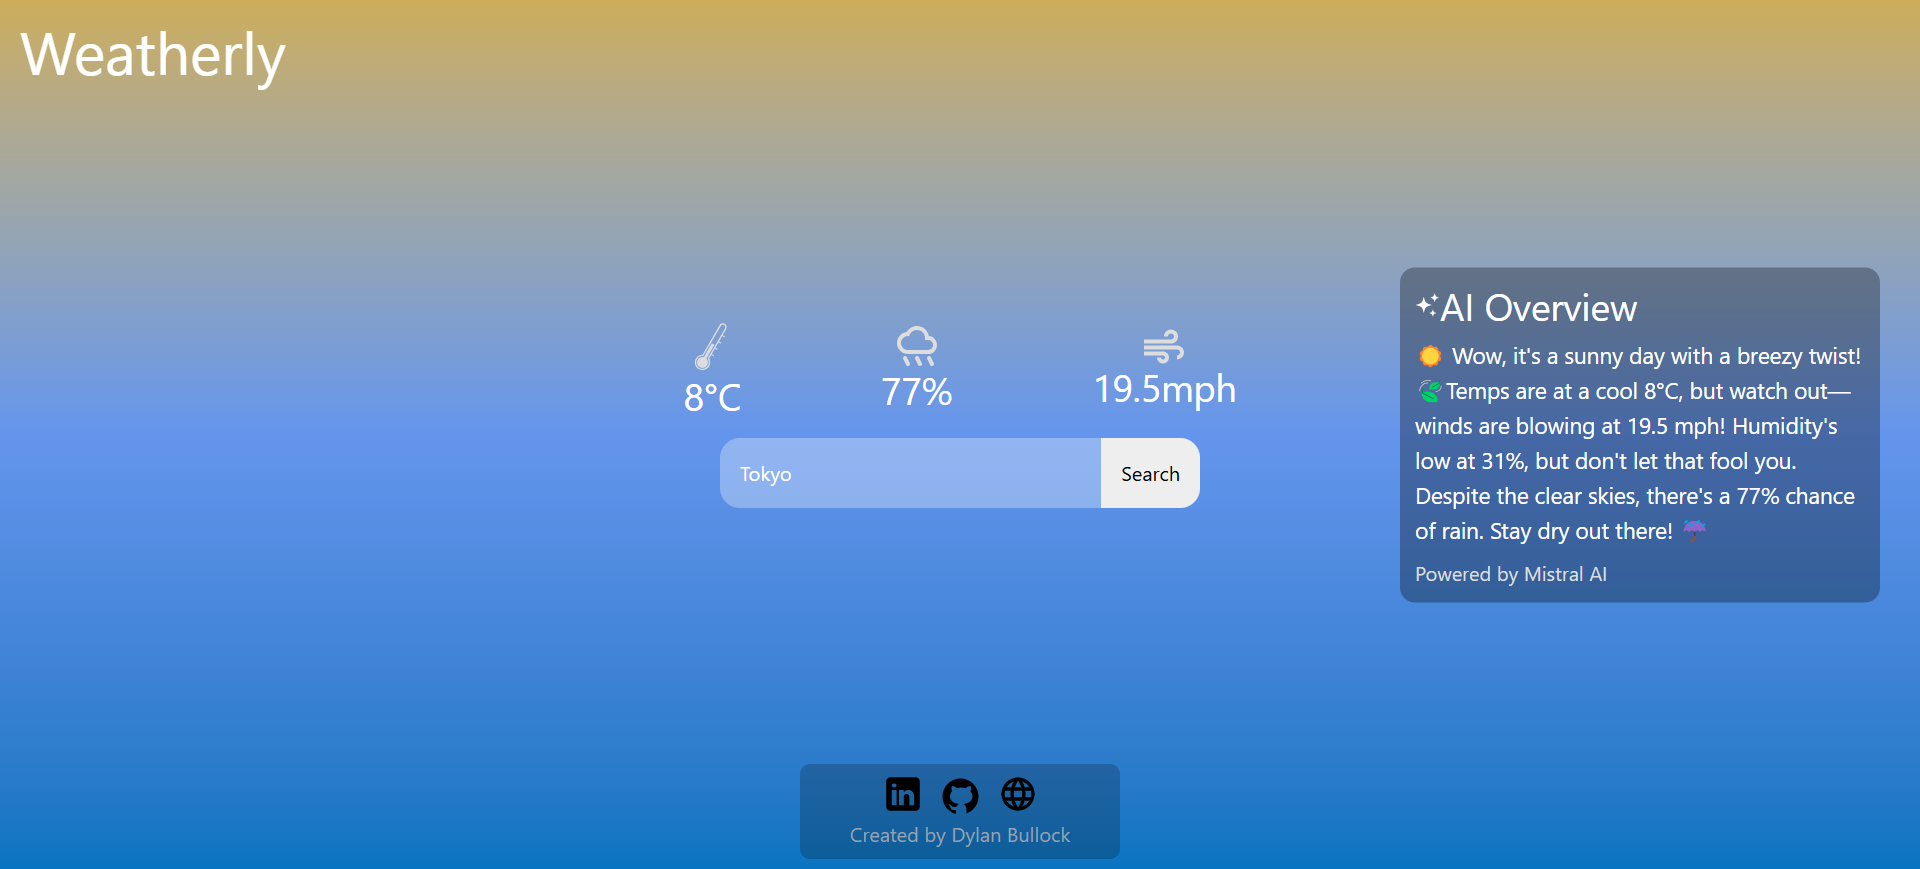 Weatherly
8°C
77%
19.5mph
Tokyo
Search
AI Overview
☀️ Wow, it's a sunny day with a breezy twist!
🍃Temps are at a cool 8°C, but watch out—
winds are blowing at 19.5 mph! Humidity's
low at 31%, but don't let that fool you.
Despite the clear skies, there's a 77% chance
of rain. Stay dry out there! ☔
Powered by Mistral AI
in
Created by Dylan Bullock